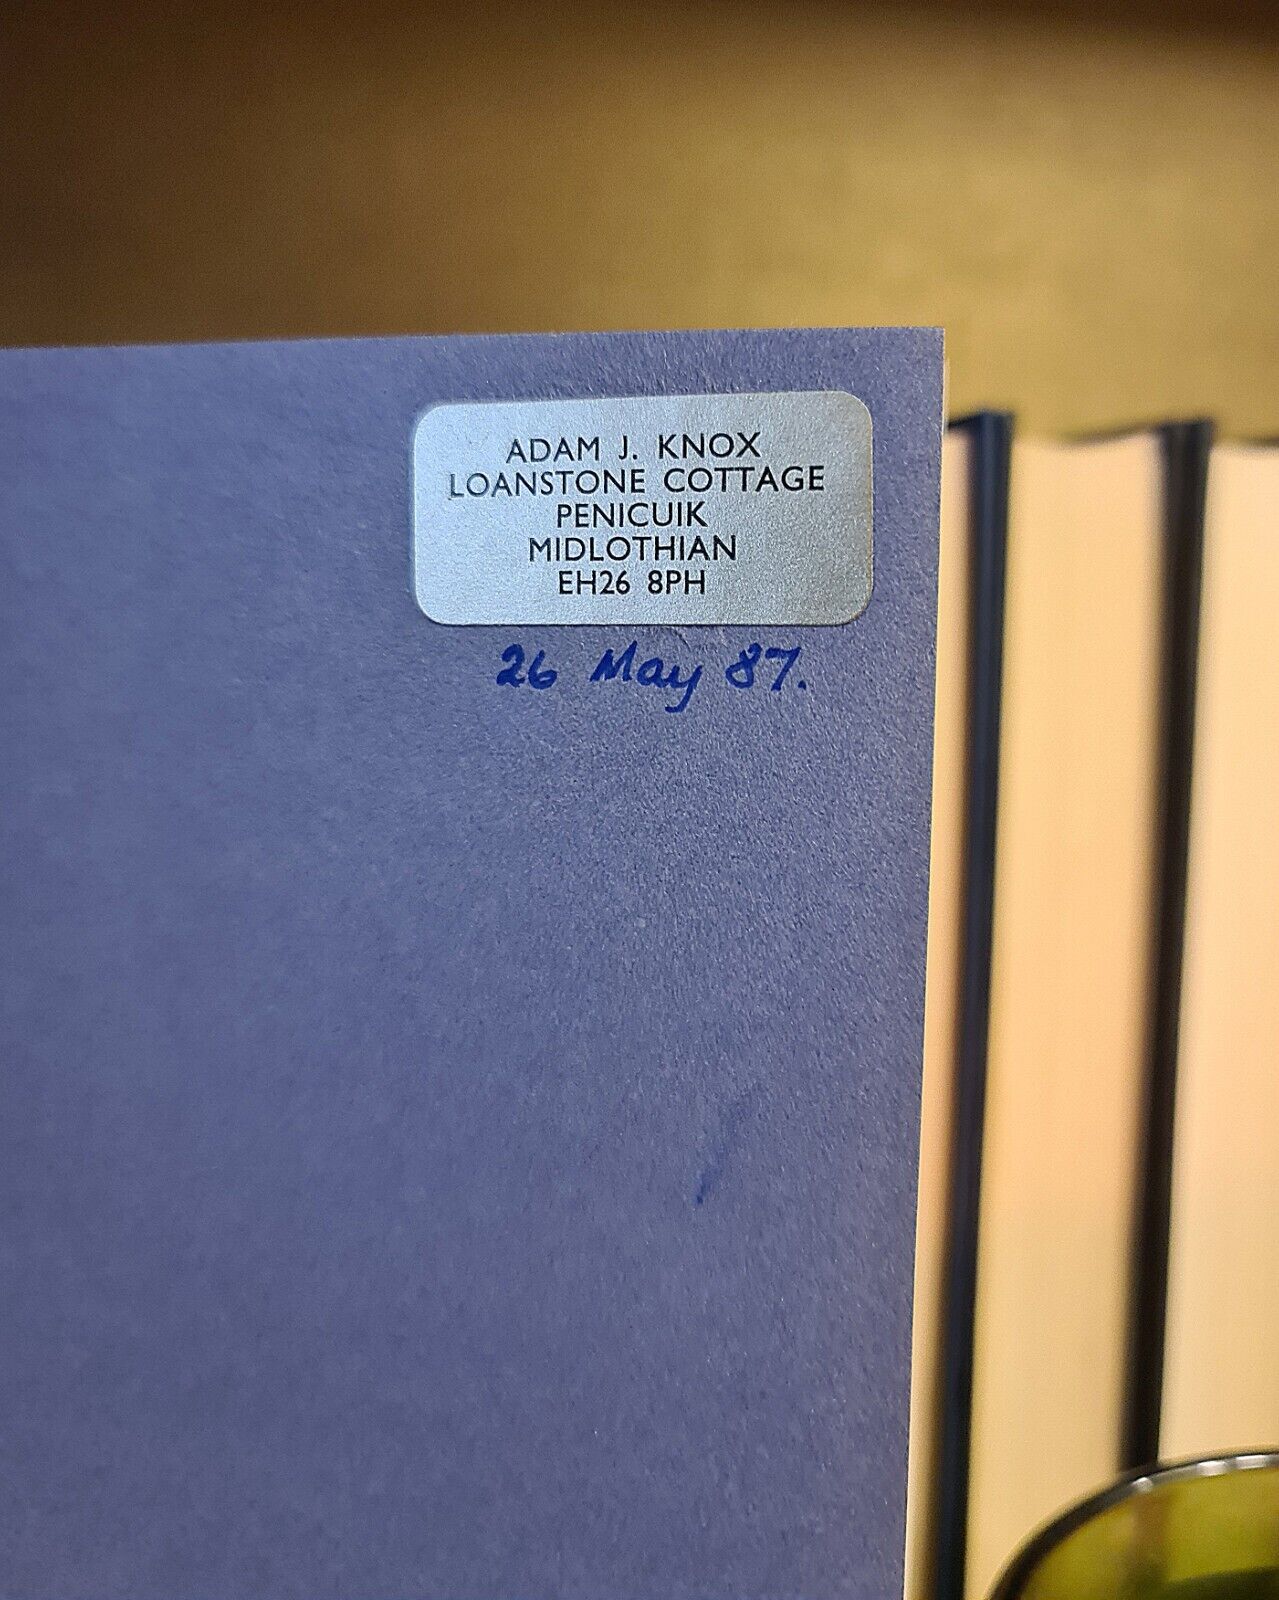 ADAM J. KNOX
LOANSTONE COTTAGE
PENICUIK
MIDLOTHIAN
EH26 8PH
26 May 87.